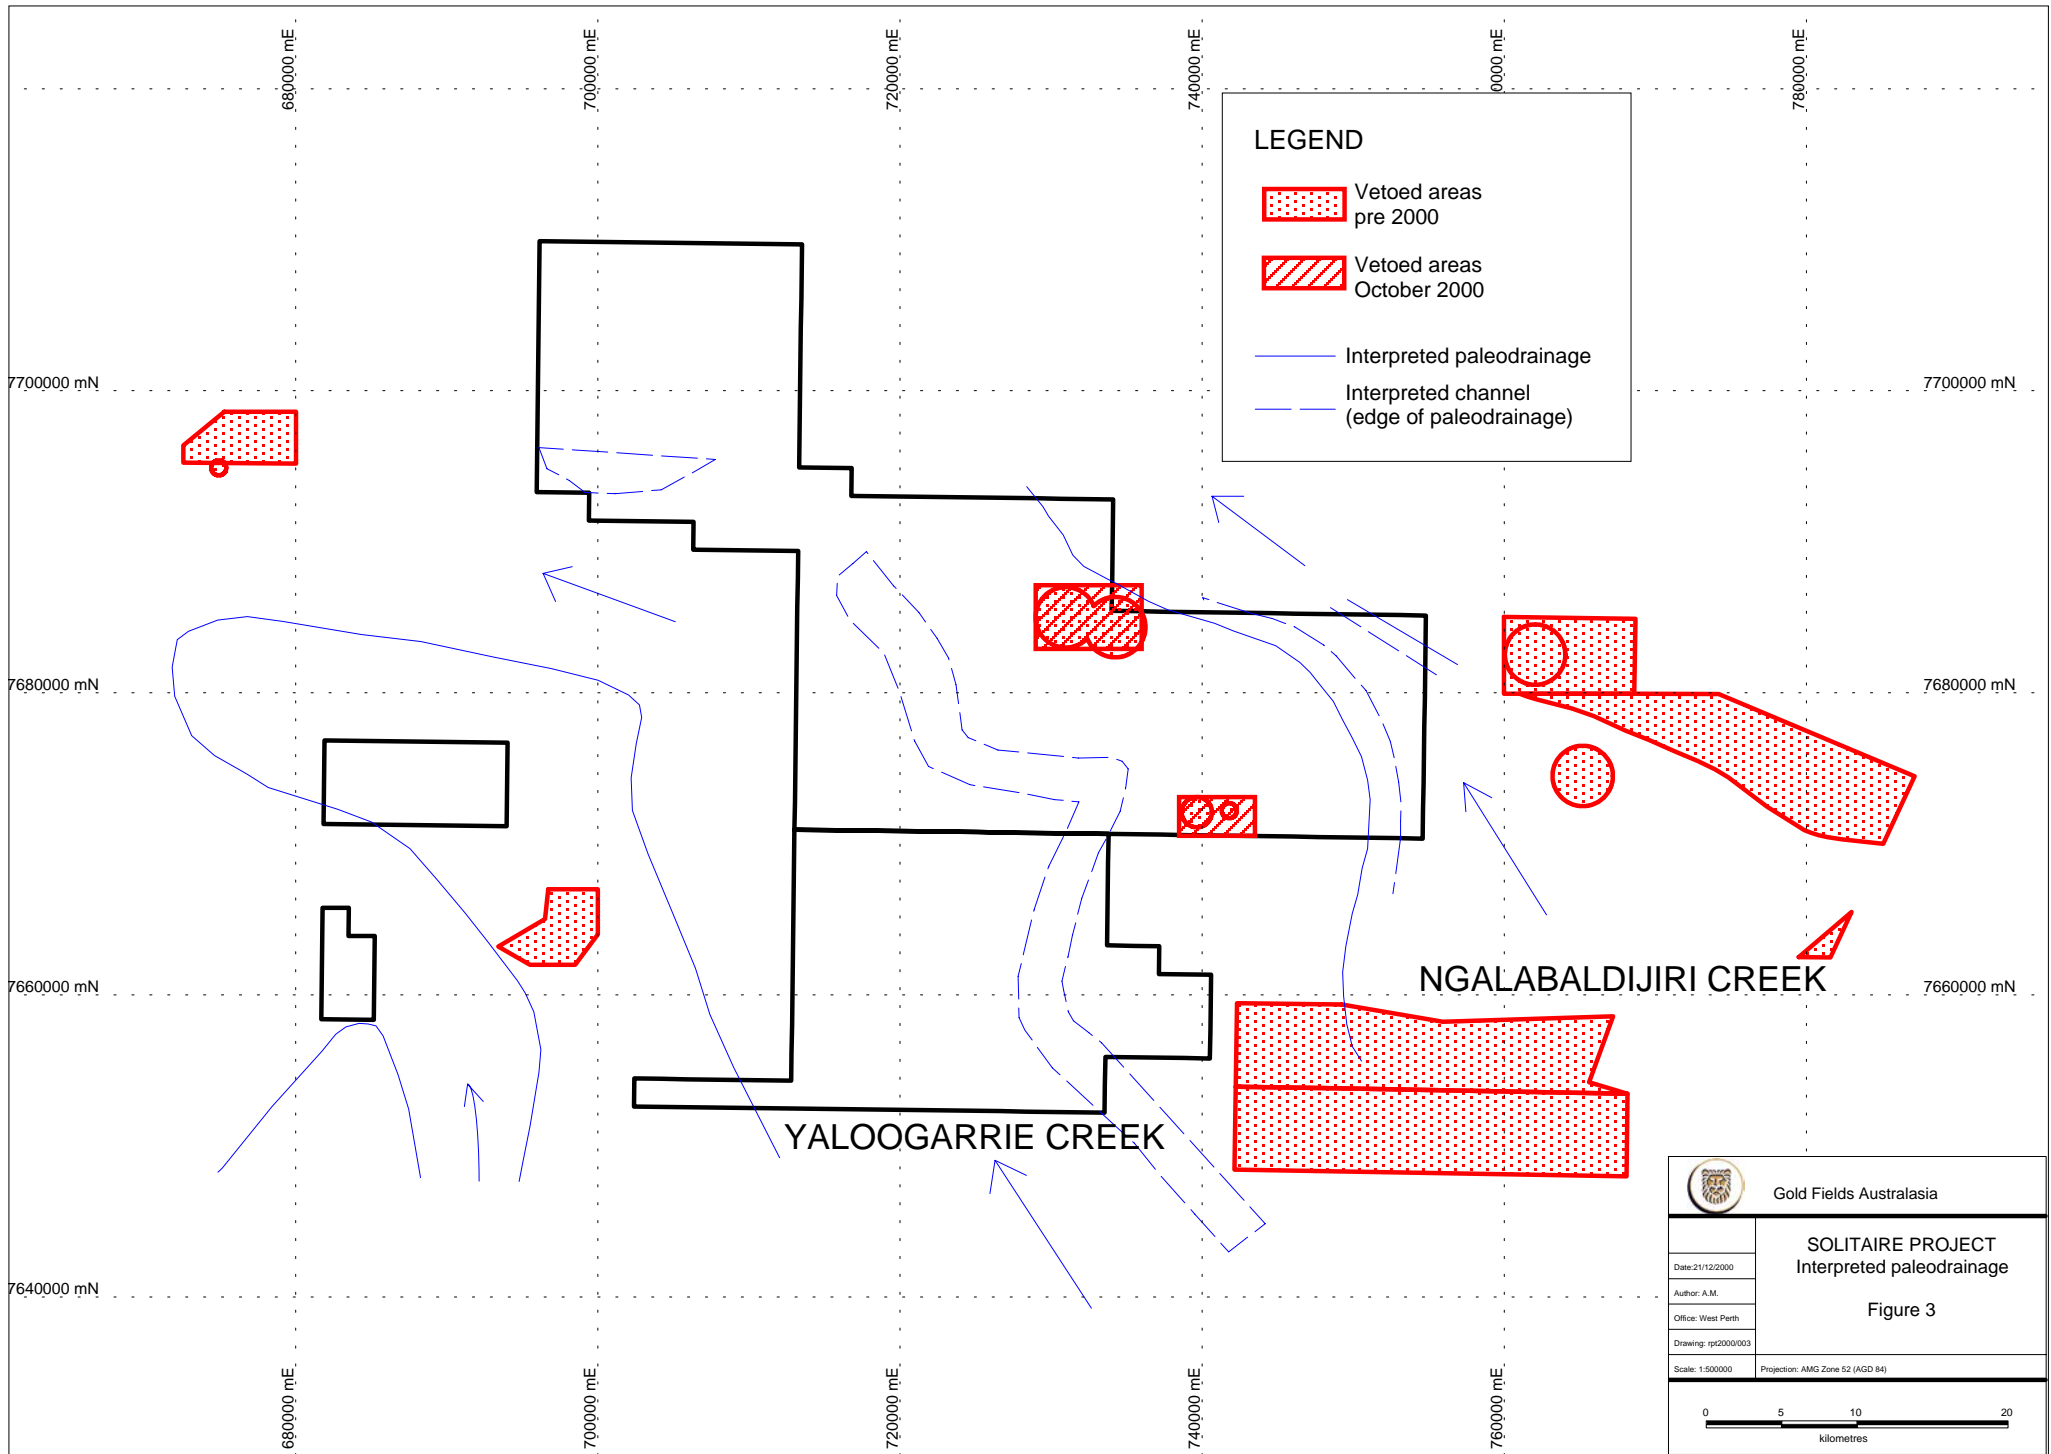 680000 mE
700000 mE
720000 mE
740000 mE
0000 mE
780000 mE
LEGEND
Vetoed areas
pre 2000
Vetoed areas
October 2000
Interpreted paleodrainage
Interpreted channel
(edge of paleodrainage)
7700000 mN
7700000 mN
7680000 mN
NGALABALDIJIRI CREEK
7660000 mN
7660000 mN
YALOOGARRIE CREEK
7640000 mN
Gold Fields Australasia
SOLITAIRE PROJECT
Interpreted paleodrainage
Figure 3
Date:21/12/2000
Author: A.M.
Office: West Perth
Drawing: rpt2000/003
Scale: 1:500000
Projection: AMG Zone 52 (AGD 84)
0 5 10 20
kilometres
680000 mE
700000 mE
720000 mE
740000 mE
760000 mE